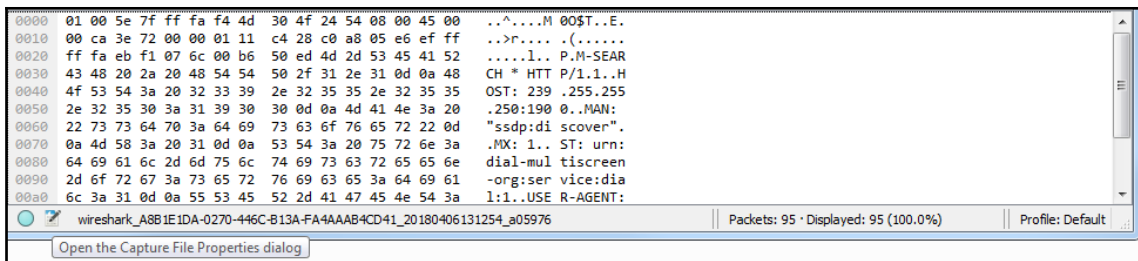 0000 01 00 5e 7f ff fa f4 4d 30 4f 24 54 08 00 45 00 ..^....M 0O$T..E.
0010 00 ca 3e 72 00 00 01 11 c4 28 c0 a8 05 e6 ef ff ..>r.... .(......
0020 ff fa eb f1 07 6c 00 b6 50 ed 4d 2d 53 45 41 52 .....l.. P.M-SEAR
0030 43 48 20 2a 20 48 54 54 50 2f 31 2e 31 0d 0a 48 CH * HTT P/1.1..H
0040 4f 53 54 3a 20 32 33 39 2e 32 35 35 2e 32 35 35 OST: 239 .255.255
0050 2e 32 35 30 3a 31 39 30 30 0d 0a 4d 41 4e 3a 20 .250:190 0..MAN:
0060 22 73 73 64 70 3a 64 69 73 63 6f 76 65 72 22 0d "ssdp:di scover".
0070 0a 4d 58 3a 20 31 0d 0a 53 54 3a 20 75 72 6e 3a .MX: 1.. ST: urn:
0080 64 69 61 6c 2d 6d 75 6c 74 69 73 63 72 65 65 6e dial-mul tiscreen
0090 2d 6f 72 67 3a 73 65 72 76 69 63 65 3a 64 69 61 -org:ser vice:dia
00a0 6c 3a 31 0d 0a 55 53 45 52 2d 41 47 45 4e 54 3a l:1..USE R-AGENT:
wireshark_A8B1E1DA-0270-446C-B13A-FA4AAAB4CD41_20180406131254_a05976 Packets: 95 · Displayed: 95 (100.0%) Profile: Default
Open the Capture File Properties dialog